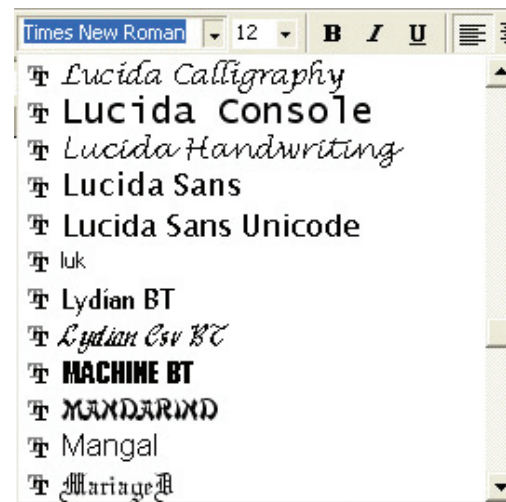 Times New Roman 12 B I U
Lucida Calligraphy
Lucida Console
Lucida Handwriting
Lucida Sans
Lucida Sans Unicode
luk
Lydian BT
Lydian Csv BT
MACHINE BT
MANDARIND
Mangal
MariageD